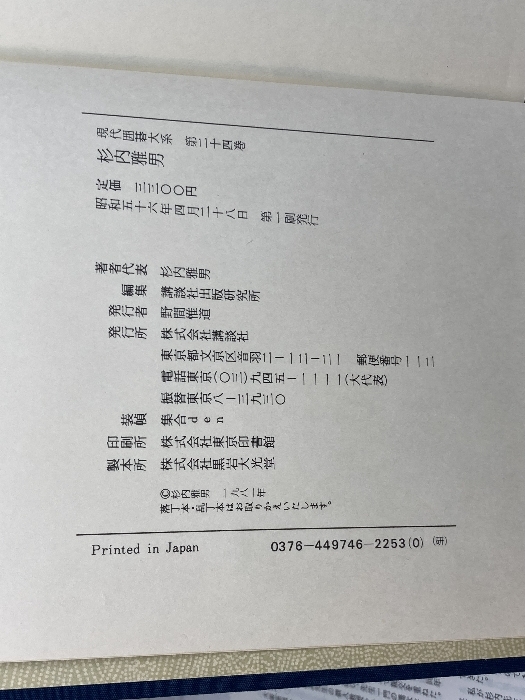 現代囲碁大系 第二十四巻
杉内雅男
定価 三三〇〇円
昭和五十六年四月二十八日 第一刷発行
著者代表 杉内雅男
編集 講談社出版研究所
発行者 野間惟道
発行所 株式会社講談社
東京都文京区音羽二―一二―二一 郵便番号一一二
電話東京(〇三)九四五―一一一一(大代表)
振替東京八―三九三〇
装幀 集合den
印刷所 株式会社東京印書館
製本所 株式会社黒岩大光堂
©杉内雅男 一九八一年
落丁本・乱丁本はお取りかえいたします。
Printed in Japan 0376-449746-2253(0) (研)